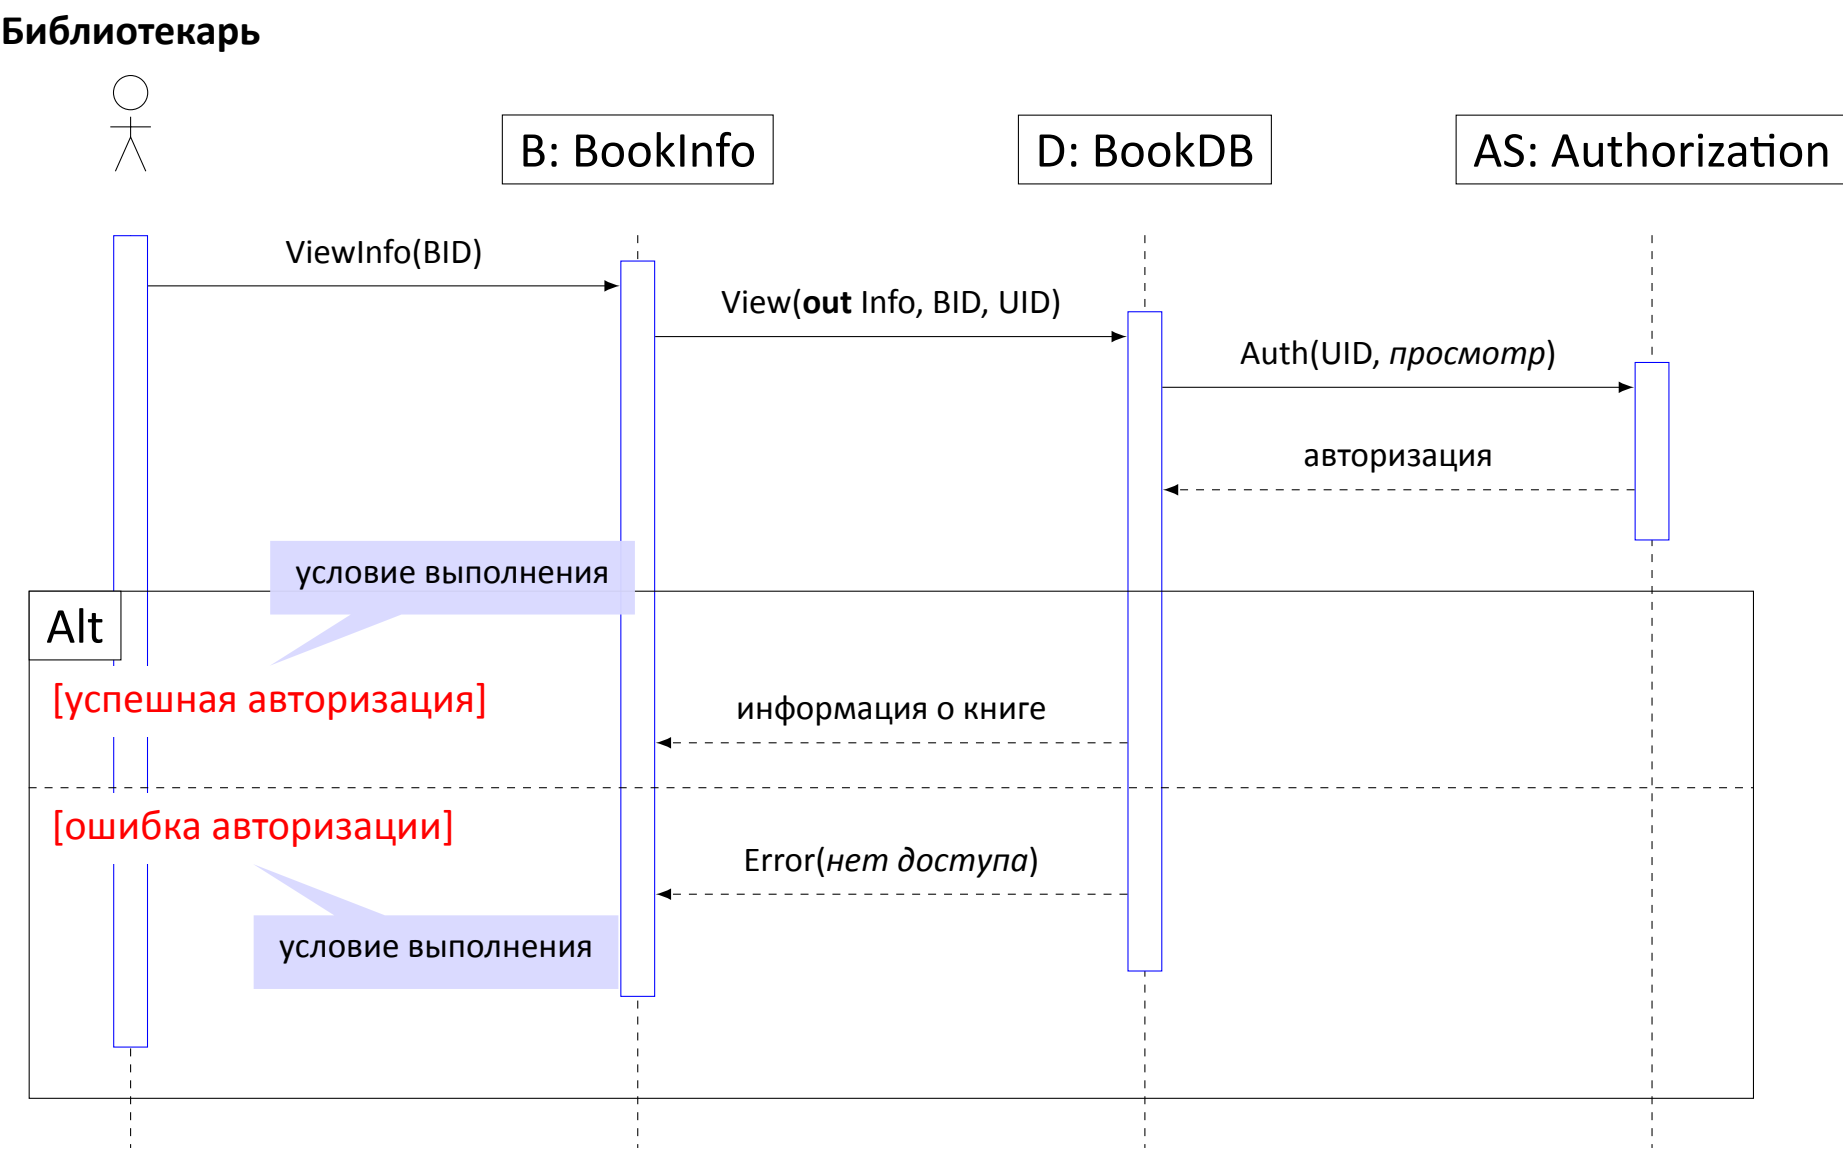 Библиотекарь
B: BookInfo
D: BookDB
AS: Authorization
ViewInfo(BID)
View(out Info, BID, UID)
Auth(UID, просмотр)
авторизация
условие выполнения
Alt
[успешная авторизация]
информация о книге
[ошибка авторизации]
Error(нет доступа)
условие выполнения